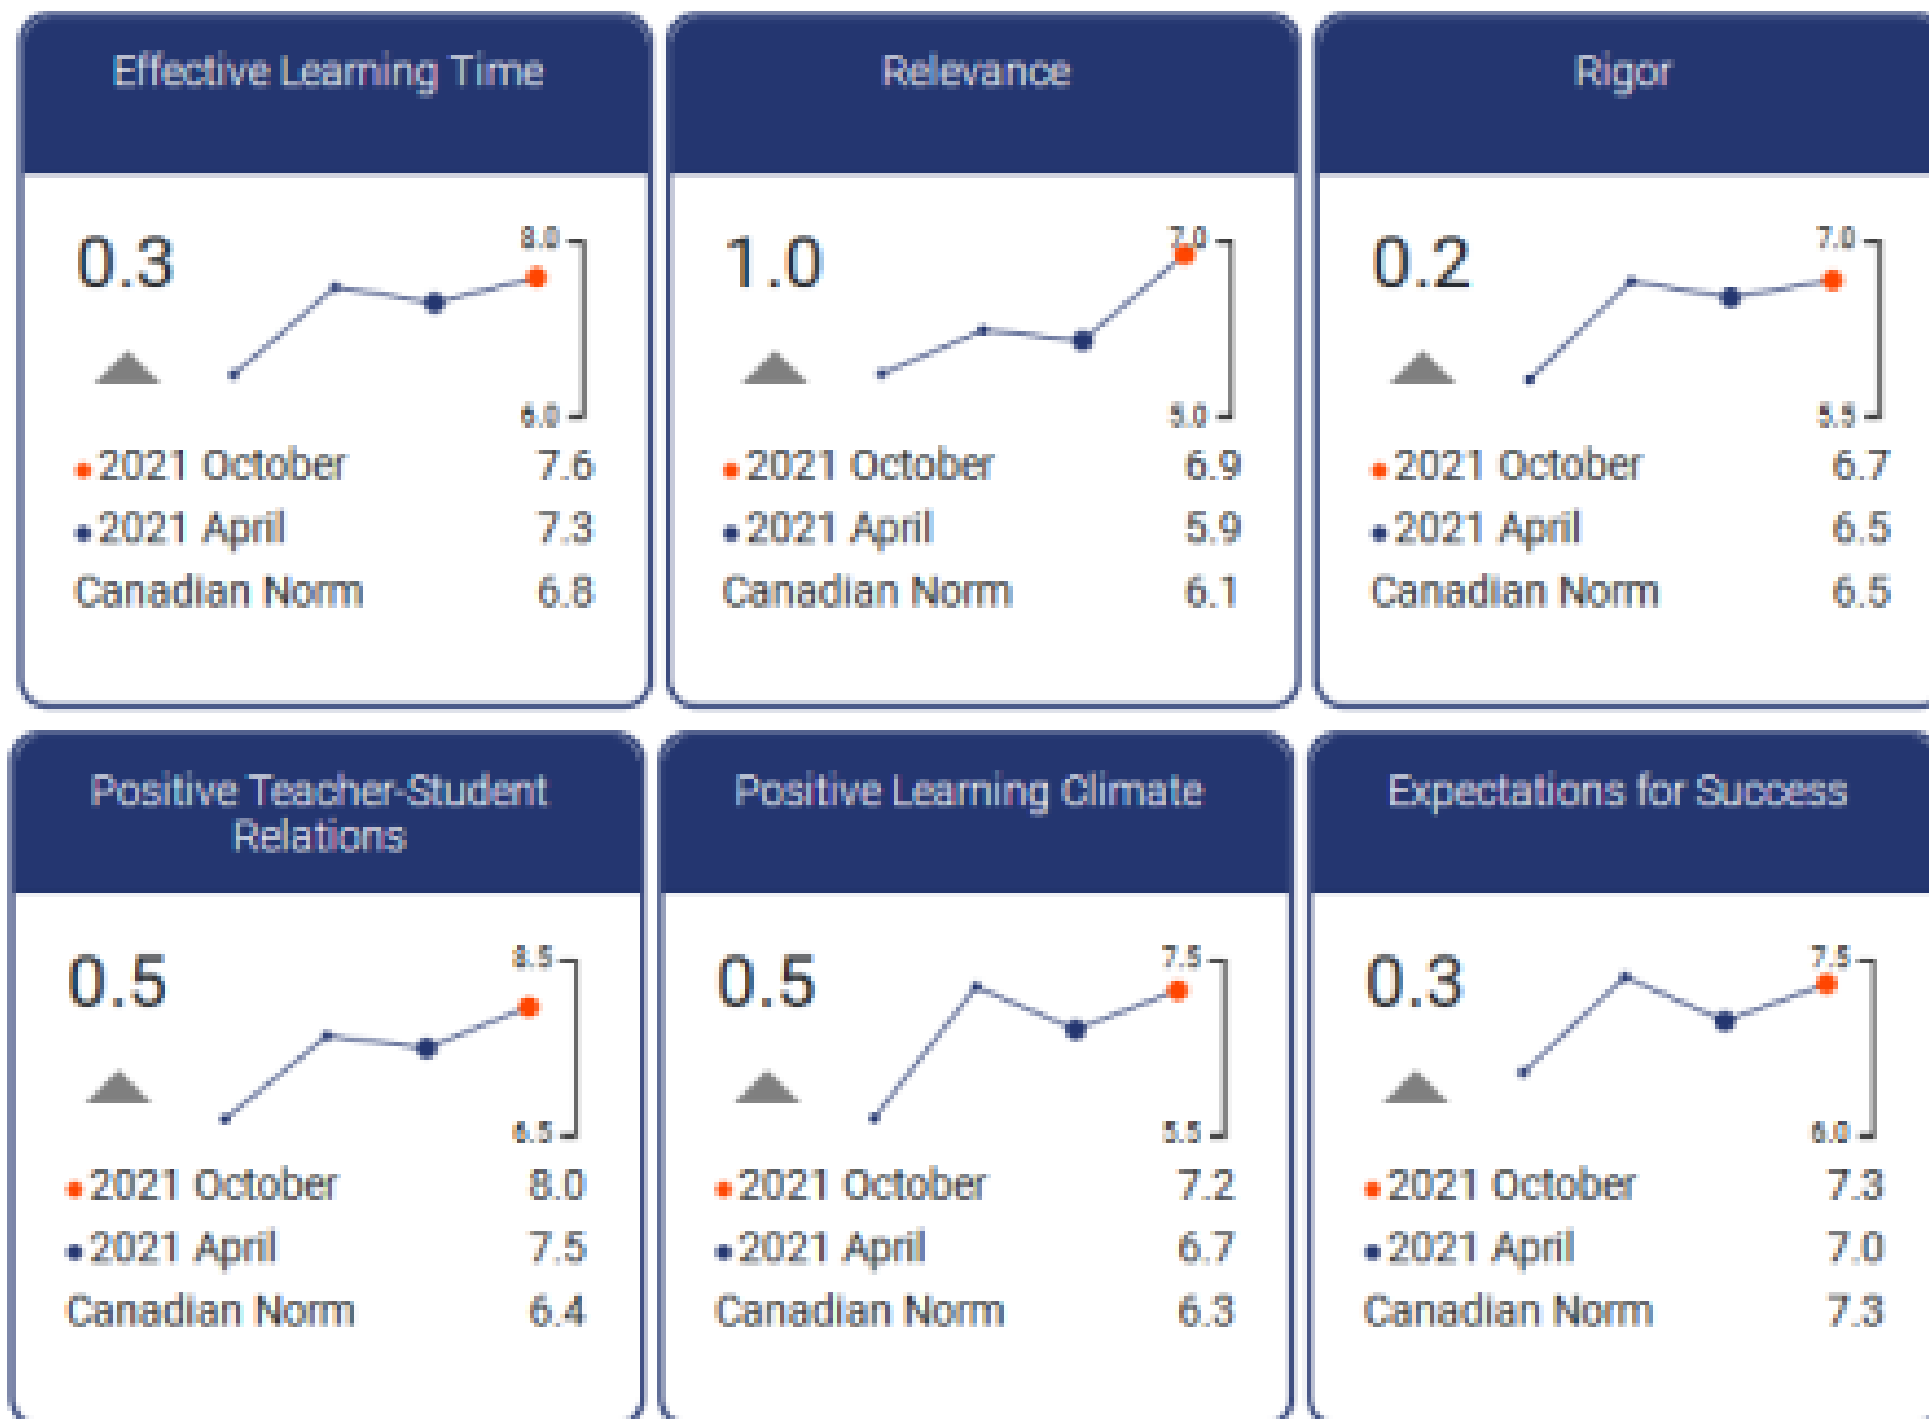 Effective Learning Time
0.3
8.0
6.0
2021 October 7.6
2021 April 7.3
Canadian Norm 6.8
Relevance
1.0
7.0
5.0
2021 October 6.9
2021 April 5.9
Canadian Norm 6.1
Rigor
0.2
7.0
5.5
2021 October 6.7
2021 April 6.5
Canadian Norm 6.5
Positive Teacher-Student
Relations
0.5
8.5
6.5
2021 October 8.0
2021 April 7.5
Canadian Norm 6.4
Positive Learning Climate
0.5
7.5
5.5
2021 October 7.2
2021 April 6.7
Canadian Norm 6.3
Expectations for Success
0.3
7.5
6.0
2021 October 7.3
2021 April 7.0
Canadian Norm 7.3